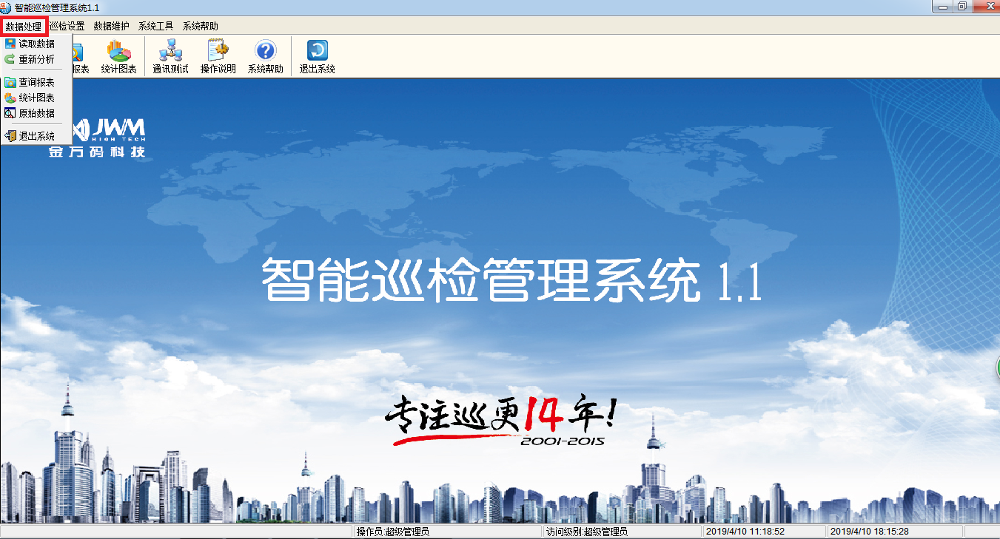 智能巡检管理系统1.1
数据处理 巡检设置 数据维护 系统工具 系统帮助
读取数据
重新分析
查询报表
统计图表
原始数据
退出系统
报表 统计图表 通讯测试 操作说明 系统帮助 退出系统
JWM
HIGH TECH
金万码科技
智能巡检管理系统 1.1
专注巡更14年!
2001-2015
操作员:超级管理员 访问级别:超级管理员 2019/4/10 11:18:52 2019/4/10 18:15:28